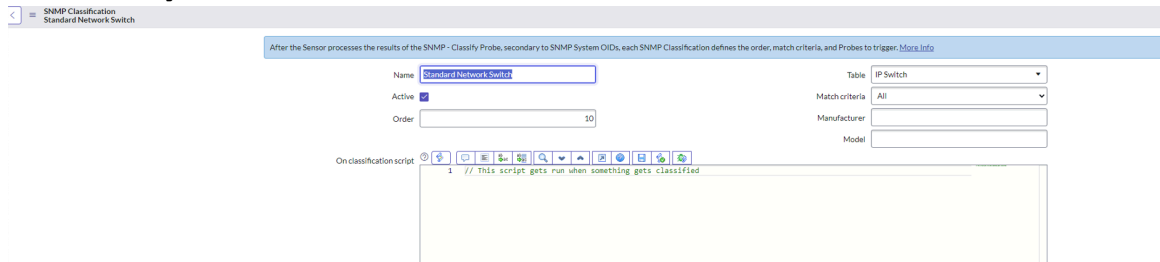 SNMP Classification
Standard Network Switch
After the Sensor processes the results of the SNMP - Classify Probe, secondary to SNMP System OIDs, each SNMP Classification defines the order, match criteria, and Probes to trigger. More Info
Name Standard Network Switch
Table IP Switch
Active
Match criteria All
Order 10
Manufacturer
Model
On classification script
1 // This script gets run when something gets classified